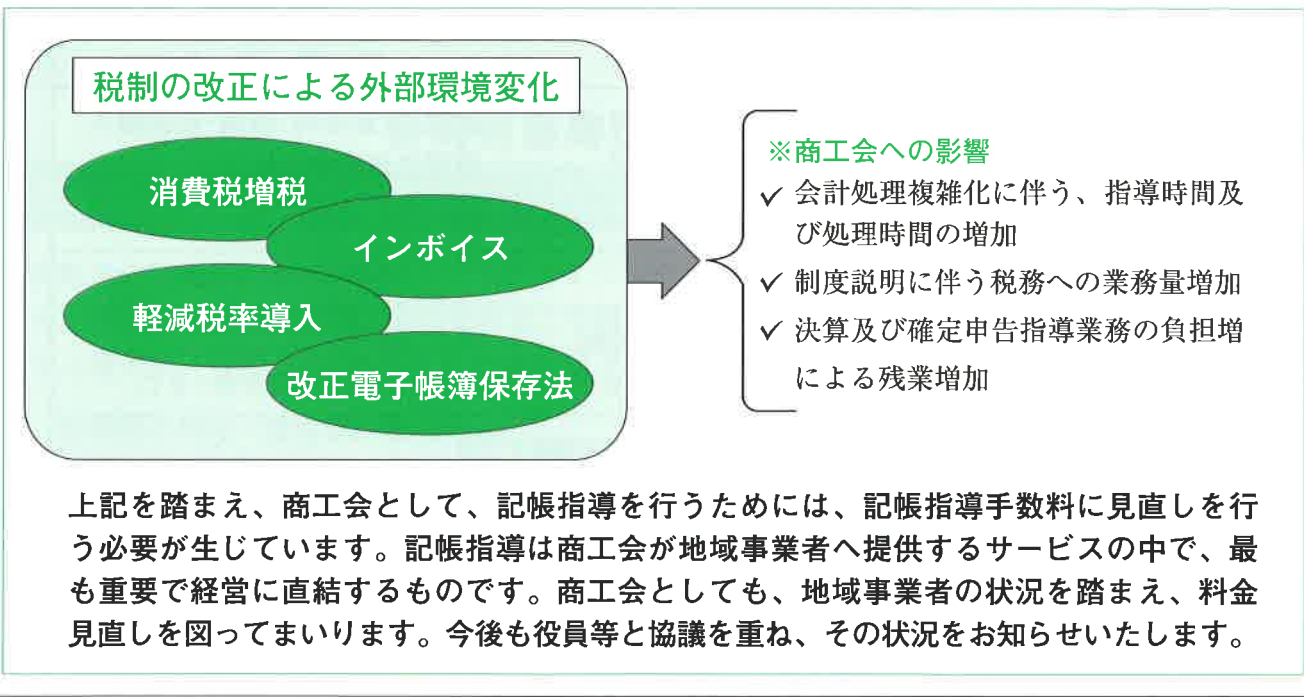 税制の改正による外部環境変化
消費税増税
インボイス
軽減税率導入
改正電子帳簿保存法
※商工会への影響
✓ 会計処理複雑化に伴う、指導時間及
び処理時間の増加
✓ 制度説明に伴う税務への業務量増加
✓ 決算及び確定申告指導業務の負担増
による残業増加
上記を踏まえ、商工会として、記帳指導を行うためには、記帳指導手数料に見直しを行
う必要が生じています。記帳指導は商工会が地域事業者へ提供するサービスの中で、最
も重要で経営に直結するものです。商工会としても、地域事業者の状況を踏まえ、料金
見直しを図ってまいります。今後も役員等と協議を重ね、その状況をお知らせいたします。